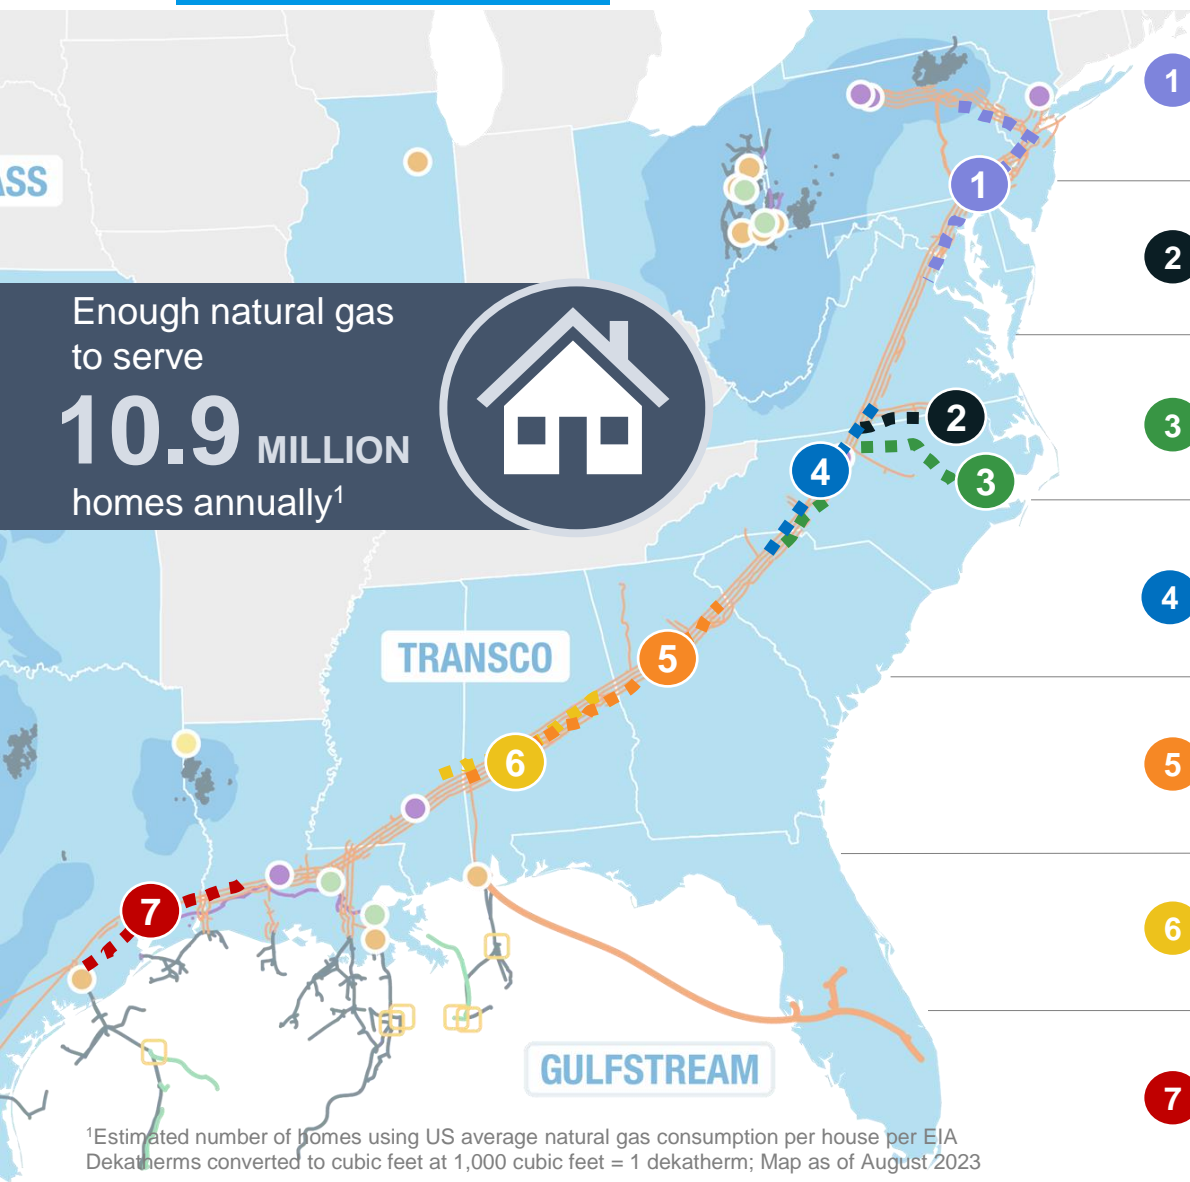 1
ASS
1
2
Enough natural gas
to serve
10.9 MILLION
homes annually¹
2
3
3
4
4
TRANSCO
5
5
6
6
7
GULFSTREAM
7
¹Estimated number of homes using US average natural gas consumption per house per EIA
Dekatherms converted to cubic feet at 1,000 cubic feet = 1 dekatherm; Map as of August 2023